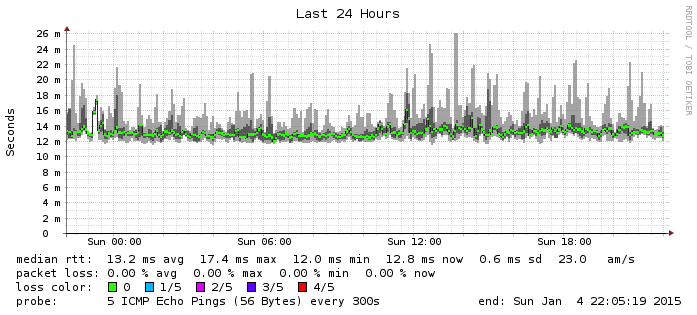 Last 24 Hours
RRDTOOL / TOBI OETIKER
Seconds
26 m
24 m
22 m
20 m
18 m
16 m
14 m
12 m
10 m
8 m
6 m
4 m
2 m
0
Sun 00:00 Sun 06:00 Sun 12:00 Sun 18:00
median rtt: 13.2 ms avg 17.4 ms max 12.0 ms min 12.8 ms now 0.6 ms sd 23.0 am/s
packet loss: 0.00 % avg 0.00 % max 0.00 % min 0.00 % now
loss color: 0 1/5 2/5 3/5 4/5
probe: 5 ICMP Echo Pings (56 Bytes) every 300s end: Sun Jan 4 22:05:19 2015